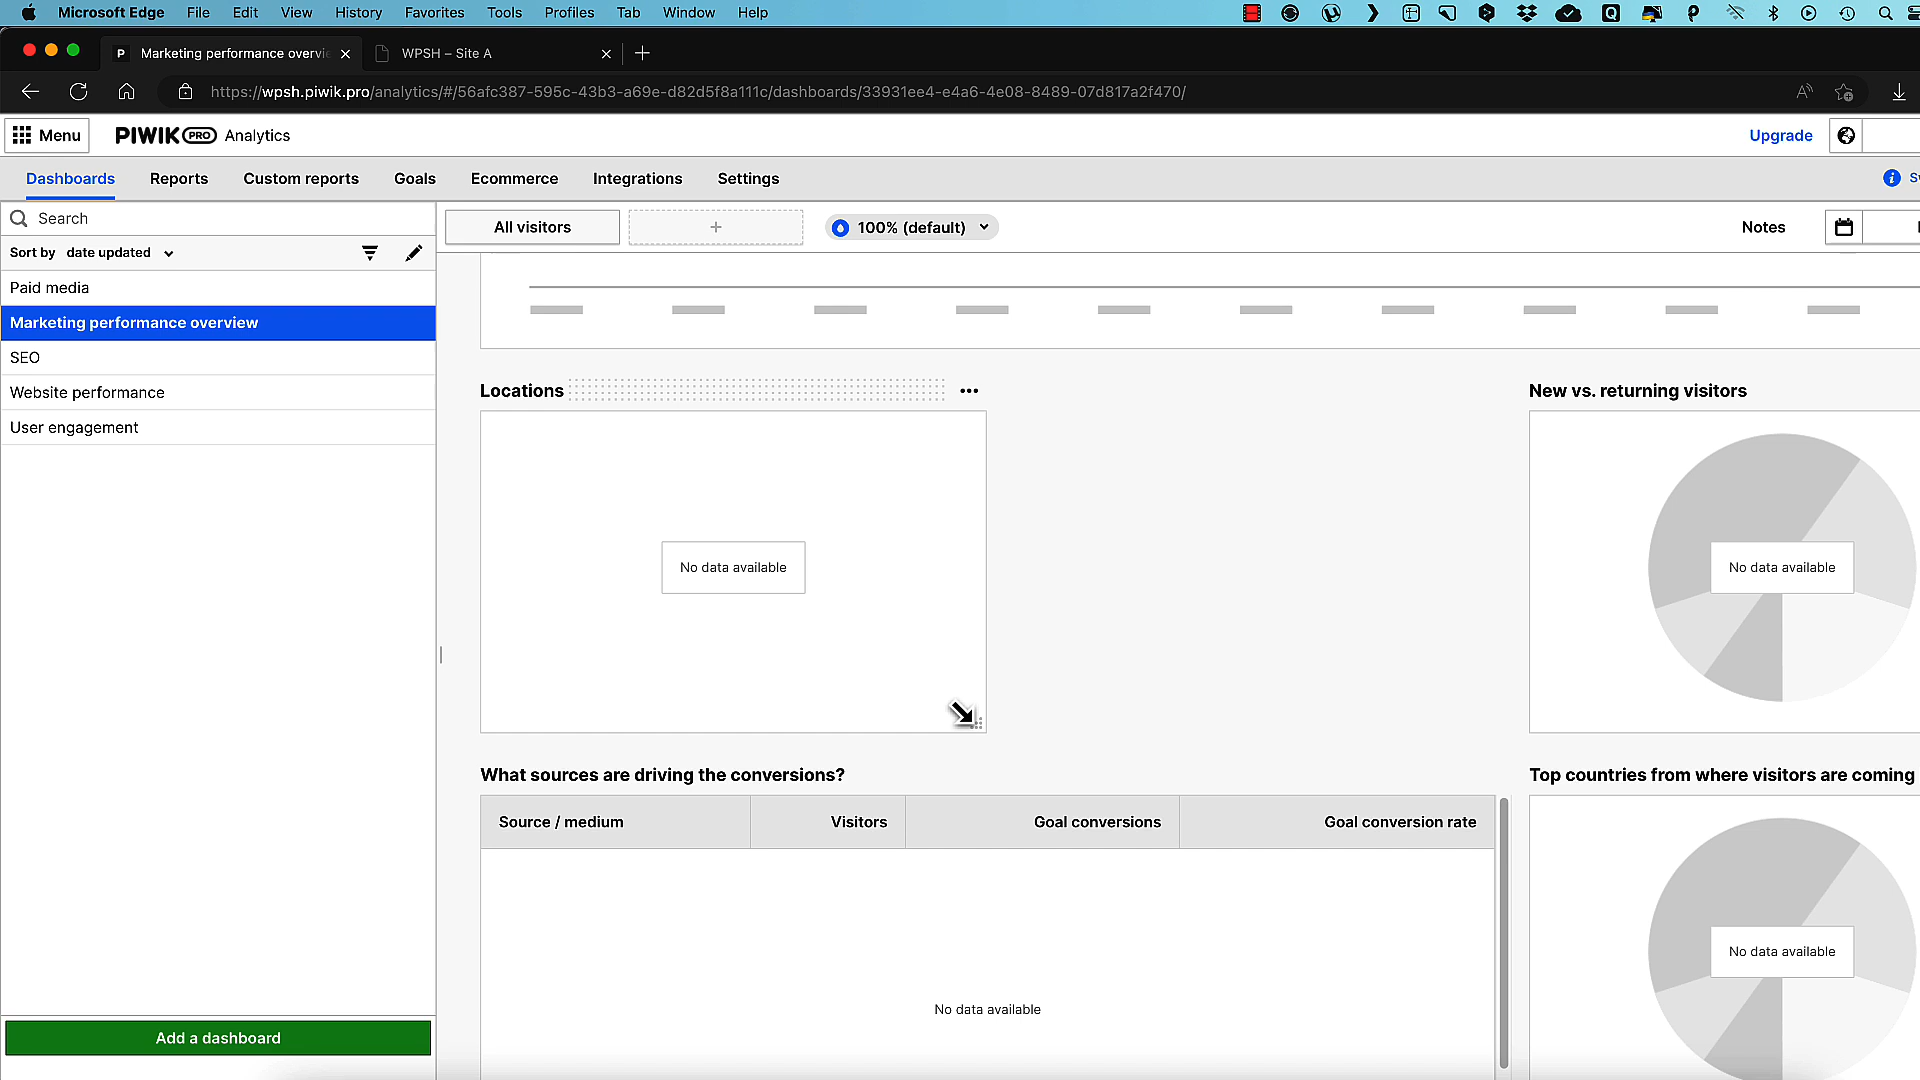 Microsoft Edge File Edit View History Favorites Tools Profiles Tab Window Help
Marketing performance overvi
WPSH – Site A
https://wpsh.piwik.pro/analytics/#/56afc387-595c-43b3-a69e-d82d5f8a111c/dashboards/33931ee4-e4a6-4e08-8489-07d817a2f470/
Menu PIWIK PRO Analytics Upgrade
Dashboards Reports Custom reports Goals Ecommerce Integrations Settings
Search
All visitors + 100% (default) Notes
Sort by date updated
Paid media
Marketing performance overview
SEO
Website performance
User engagement
Add a dashboard
Locations
No data available
New vs. returning visitors
No data available
What sources are driving the conversions?
Source / medium Visitors Goal conversions Goal conversion rate
No data available
Top countries from where visitors are coming
No data available